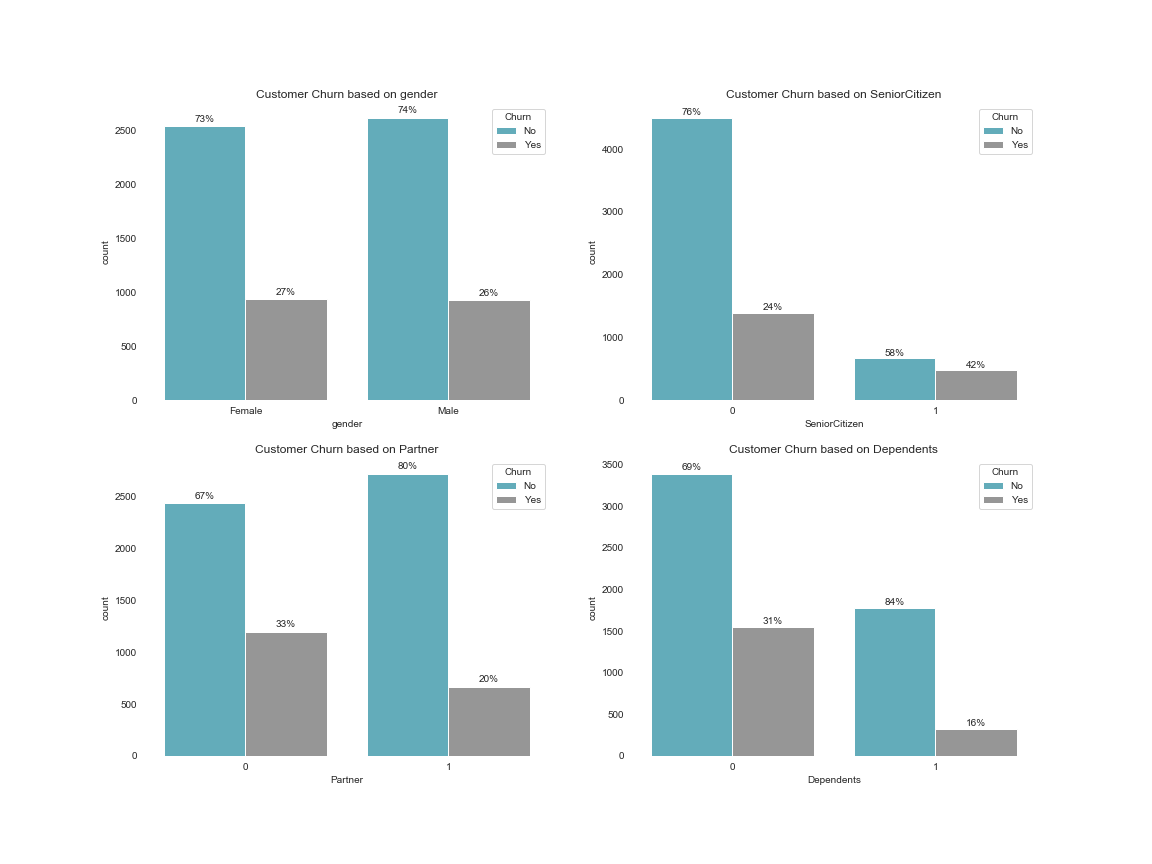 Customer Churn based on gender
Churn
No
Yes
73%
27%
74%
26%
2500
2000
1500
1000
500
0
count
Female
Male
gender
Customer Churn based on SeniorCitizen
Churn
No
Yes
76%
24%
58%
42%
4000
3000
2000
1000
0
count
0
1
SeniorCitizen
Customer Churn based on Partner
Churn
No
Yes
67%
33%
80%
20%
2500
2000
1500
1000
500
0
count
0
1
Partner
Customer Churn based on Dependents
Churn
No
Yes
69%
31%
84%
16%
3500
3000
2500
2000
1500
1000
500
0
count
0
1
Dependents